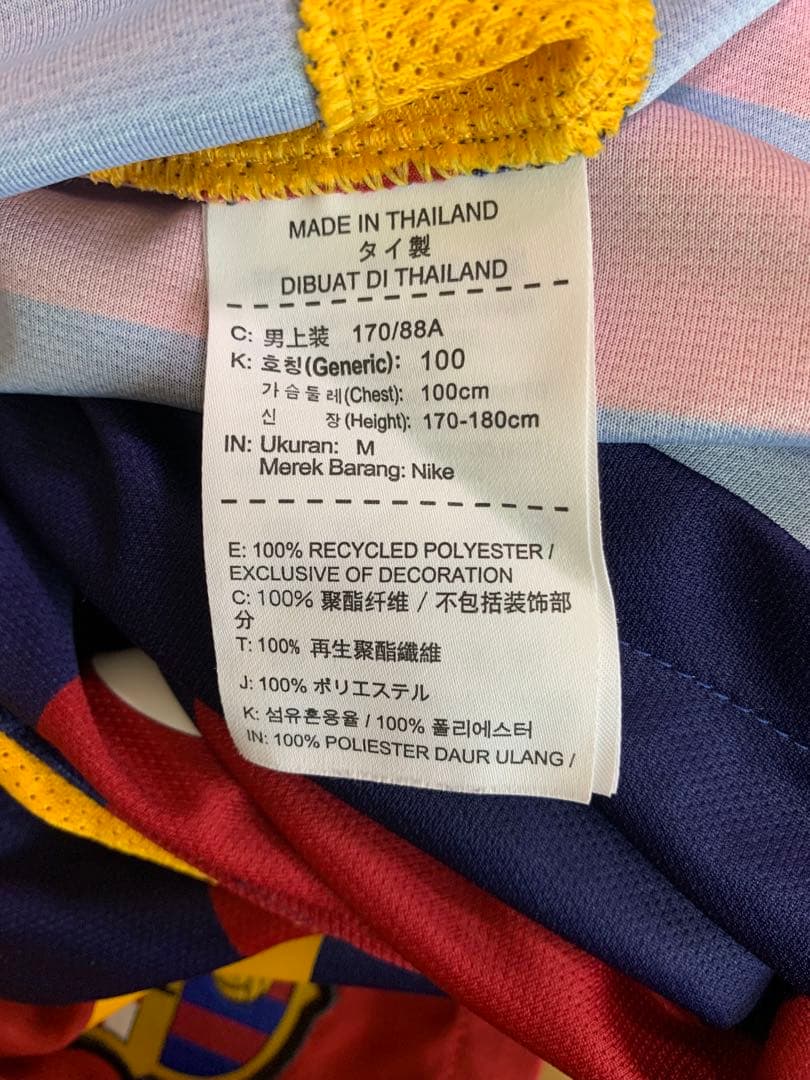 MADE IN THAILAND
タイ製
DIBUAT DI THAILAND
C: 男上装 170/88A
K: 호칭(Generic): 100
가슴둘레(Chest): 100cm
신 장(Height): 170-180cm
IN: Ukuran: M
Merek Barang: Nike
E: 100% RECYCLED POLYESTER /
EXCLUSIVE OF DECORATION
C: 100% 聚酯纤维 / 不包括装饰部
分
T: 100% 再生聚酯纖維
J: 100% ポリエステル
K: 섬유혼용율 / 100% 폴리에스터
IN: 100% POLIESTER DAUR ULANG /